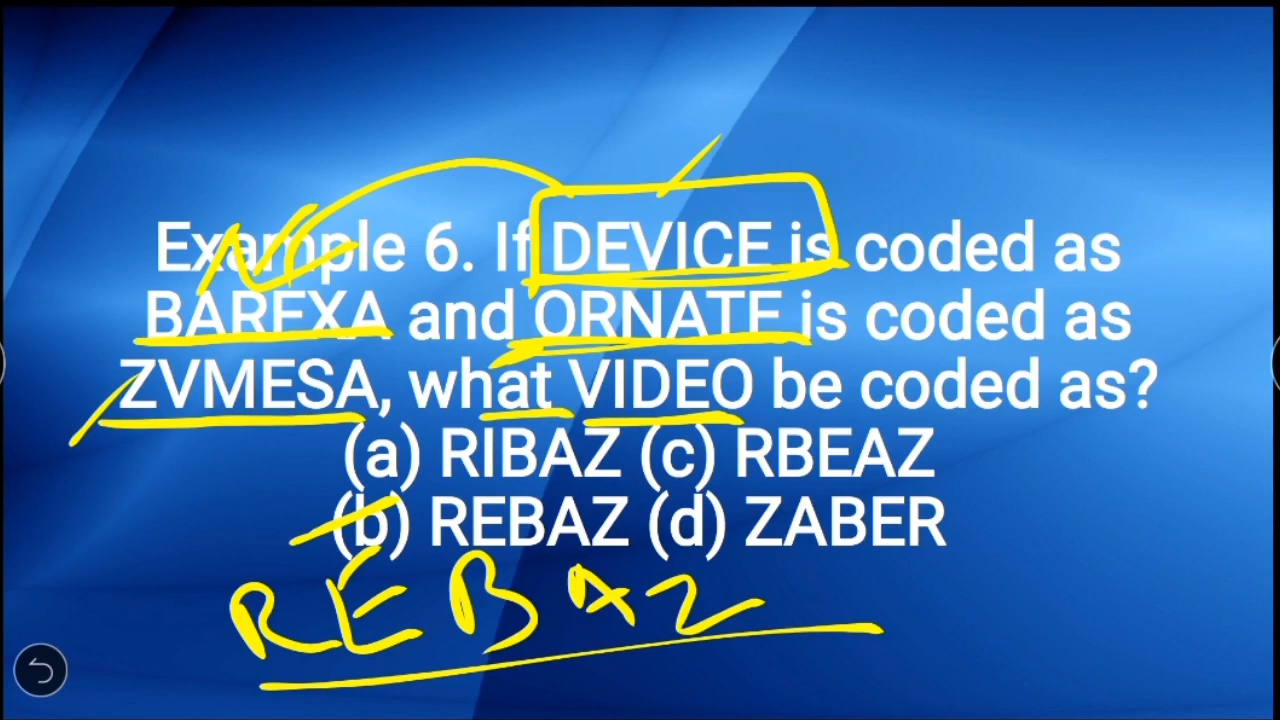 Example 6. If DEVICE is coded as
BAREXA and ORNATE is coded as
ZVMESA, what VIDEO be coded as?
(a) RIBAZ (c) RBEAZ
(b) REBAZ (d) ZABER
REBAZ